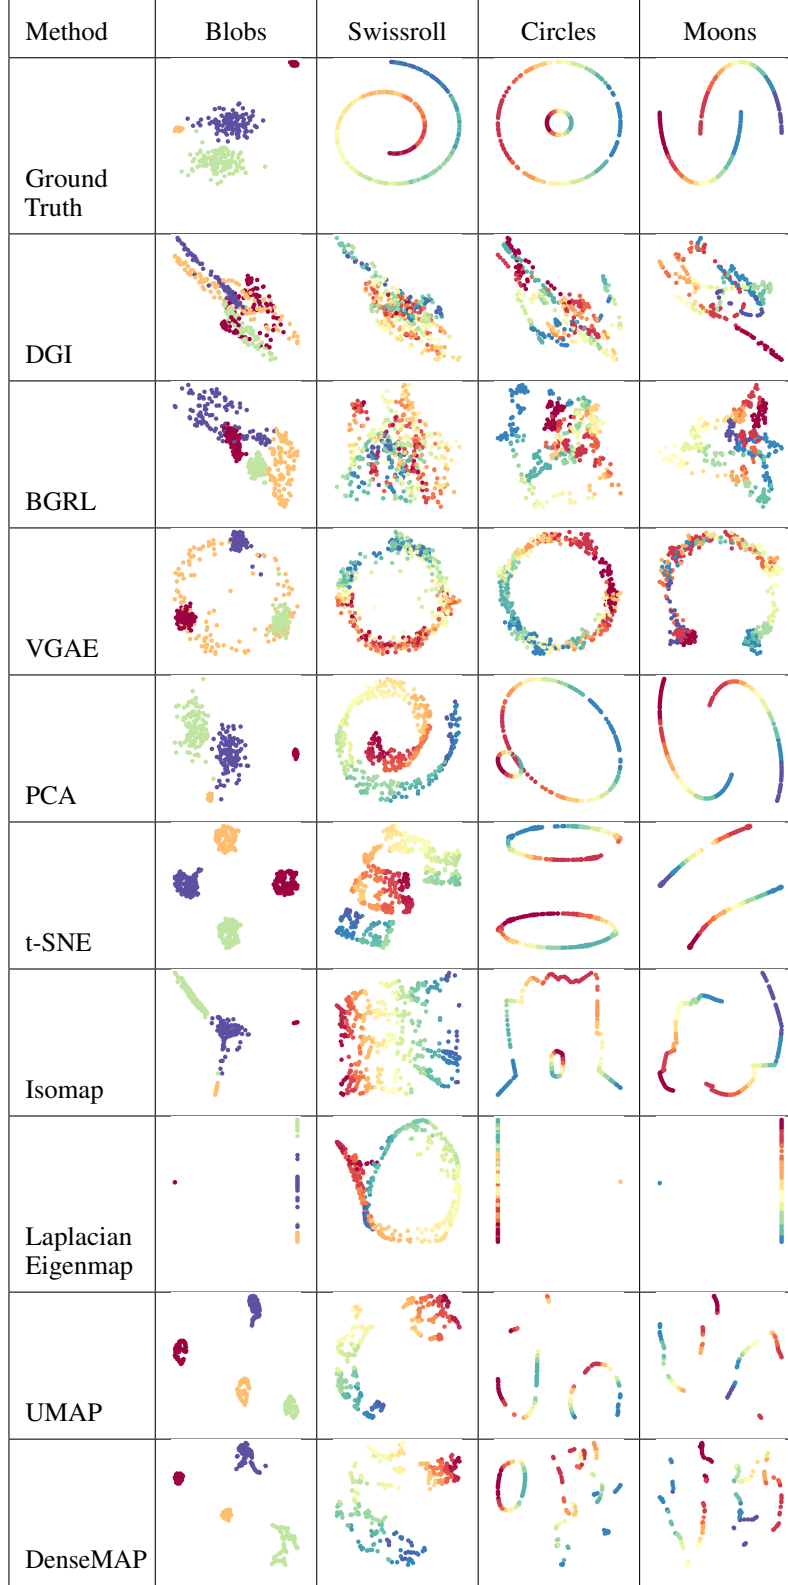 Method Blobs Swissroll Circles Moons
Ground
Truth
DGI
BGRL
VGAE
PCA
t-SNE
Isomap
Laplacian
Eigenmap
UMAP
DenseMAP